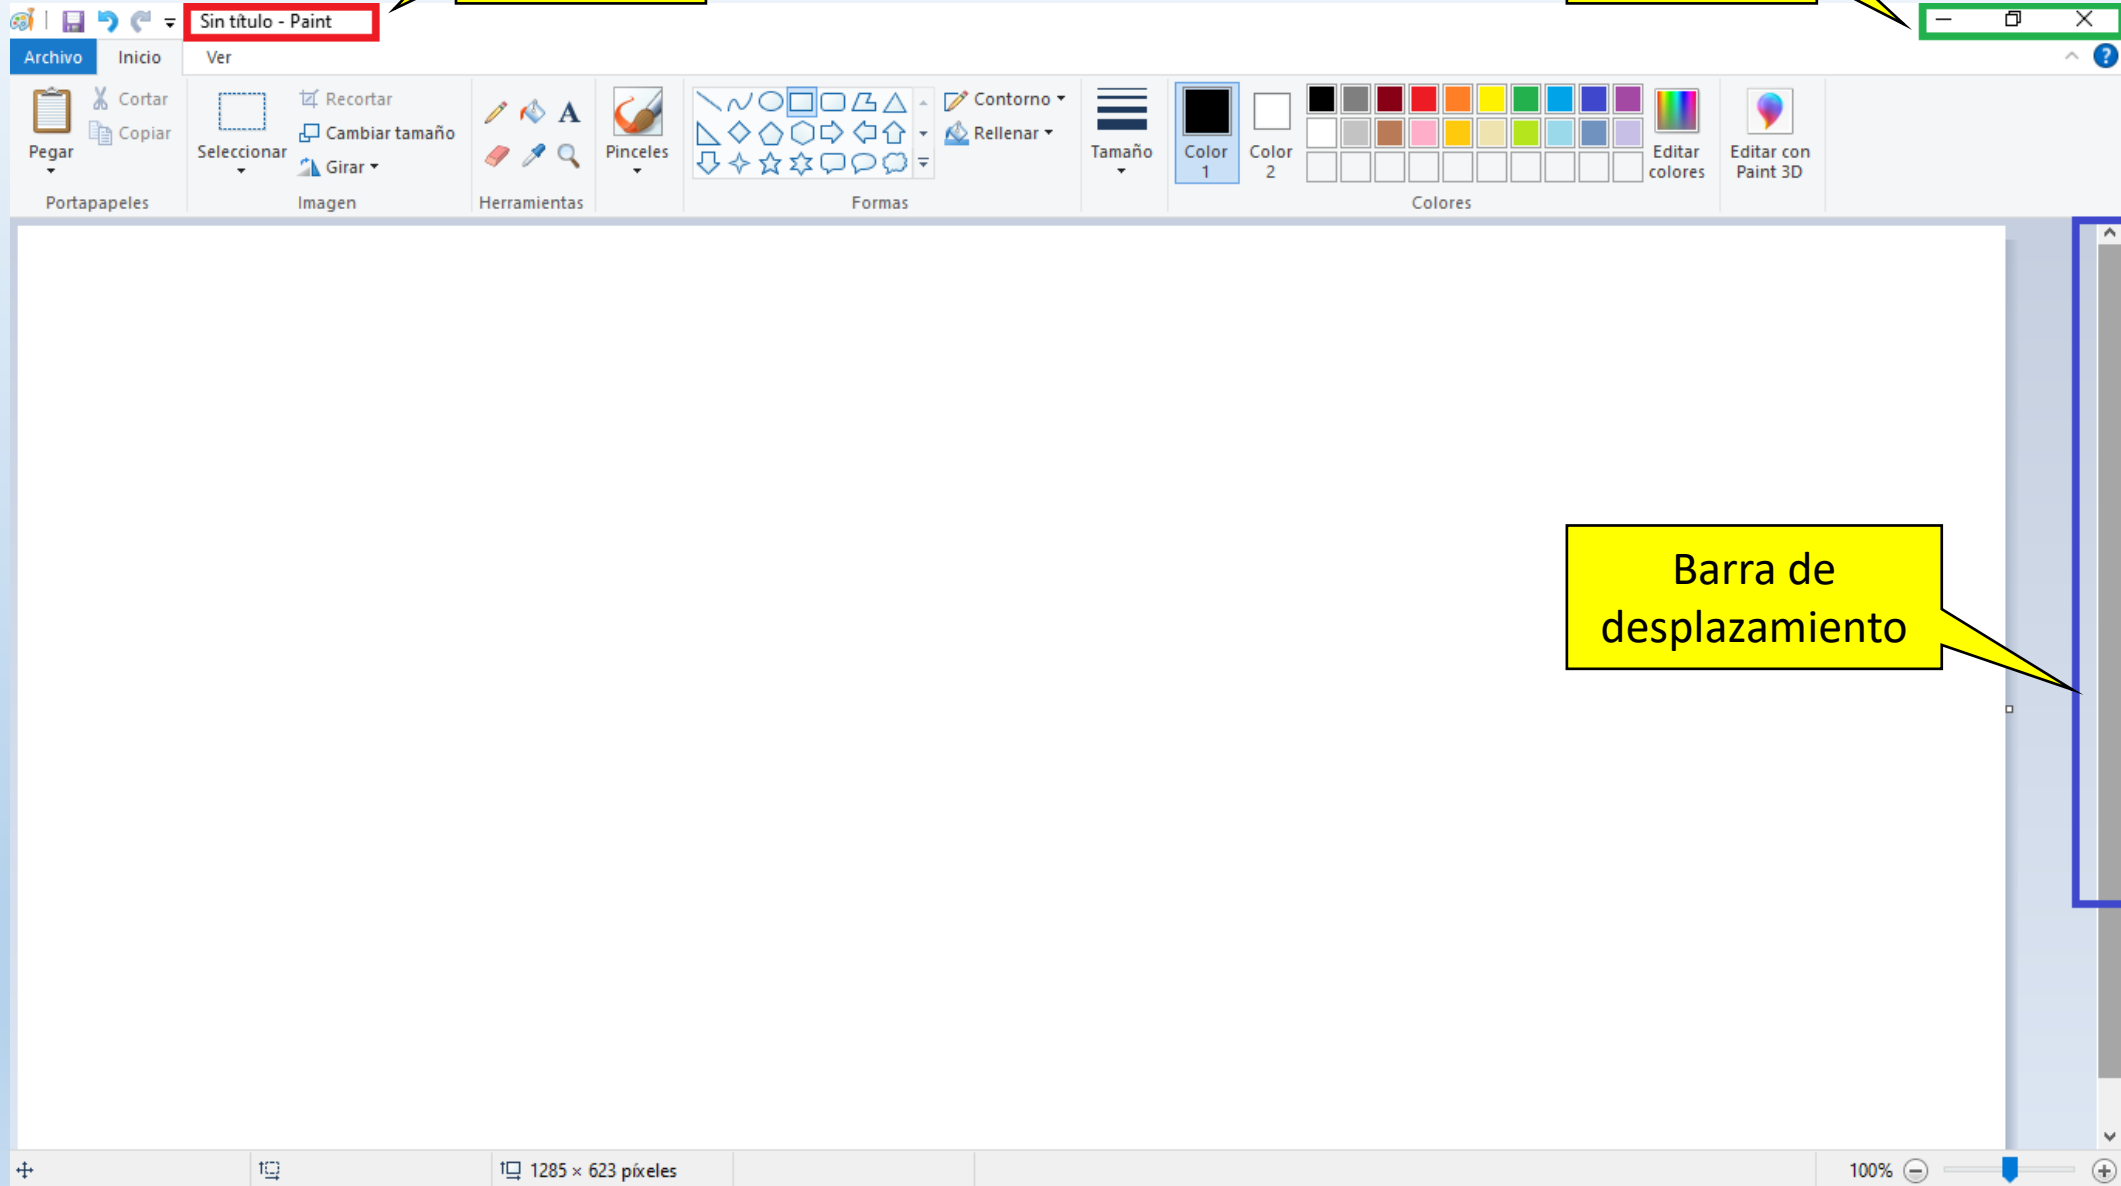 Sin título - Paint
Archivo Inicio Ver
Pegar
Cortar
Copiar
Portapapeles
Seleccionar
Recortar
Cambiar tamaño
Girar
Imagen
A
Herramientas
Pinceles
Contorno
Rellenar
Formas
Tamaño
Color
1
Color
2
Editar
colores
Colores
Editar con
Paint 3D
?
Barra de
desplazamiento
1285 × 623 píxeles
100%